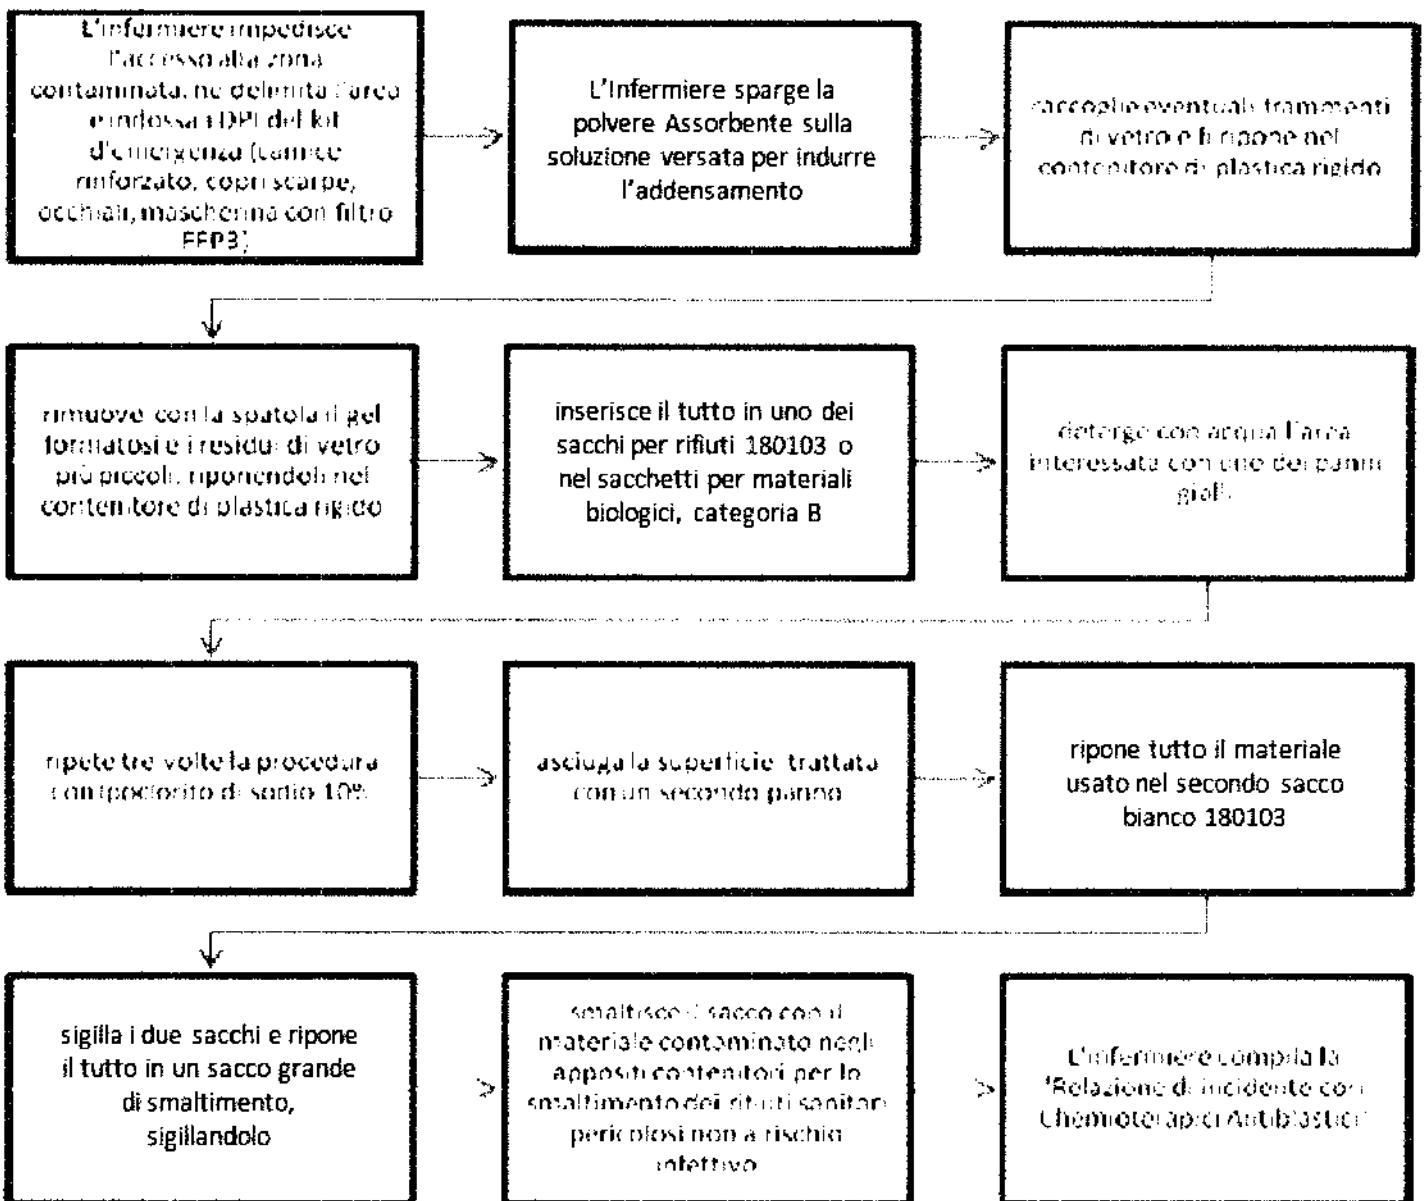 L'infermiere impedisce
l'accesso alla zona
contaminata, ne delimita l'area
e indossa i DPI del kit
d'emergenza (camice
rinforzato, copri scarpe,
occhiali, mascherina con filtro
FFP3)
L'Infermiere sparge la
polvere Assorbente sulla
soluzione versata per indurre
l'addensamento
raccoglie eventuali frammenti
di vetro e li ripone nel
contenitore di plastica rigido
rimuove con la spatola il gel
formatosi e i residui di vetro
più piccoli, riponendoli nel
contenitore di plastica rigido
inserisce il tutto in uno dei
sacchi per rifiuti 180103 o
nel sacchetti per materiali
biologici, categoria B
deterge con acqua l'area
interessata con uno dei panni
gialli
ripete tre volte la procedura
con ipoclorito di sodio 10%
asciuga la superficie trattata
con un secondo panno
ripone tutto il materiale
usato nel secondo sacco
bianco 180103
sigilla i due sacchi e ripone
il tutto in un sacco grande
di smaltimento,
sigillandolo
smaltisce il sacco con il
materiale contaminato negli
appositi contenitori per lo
smaltimento dei rifiuti sanitari
pericolosi non a rischio
infettivo
L'infermiere compila la
"Relazione di incidente con
Chemioterapici Antiblastici"